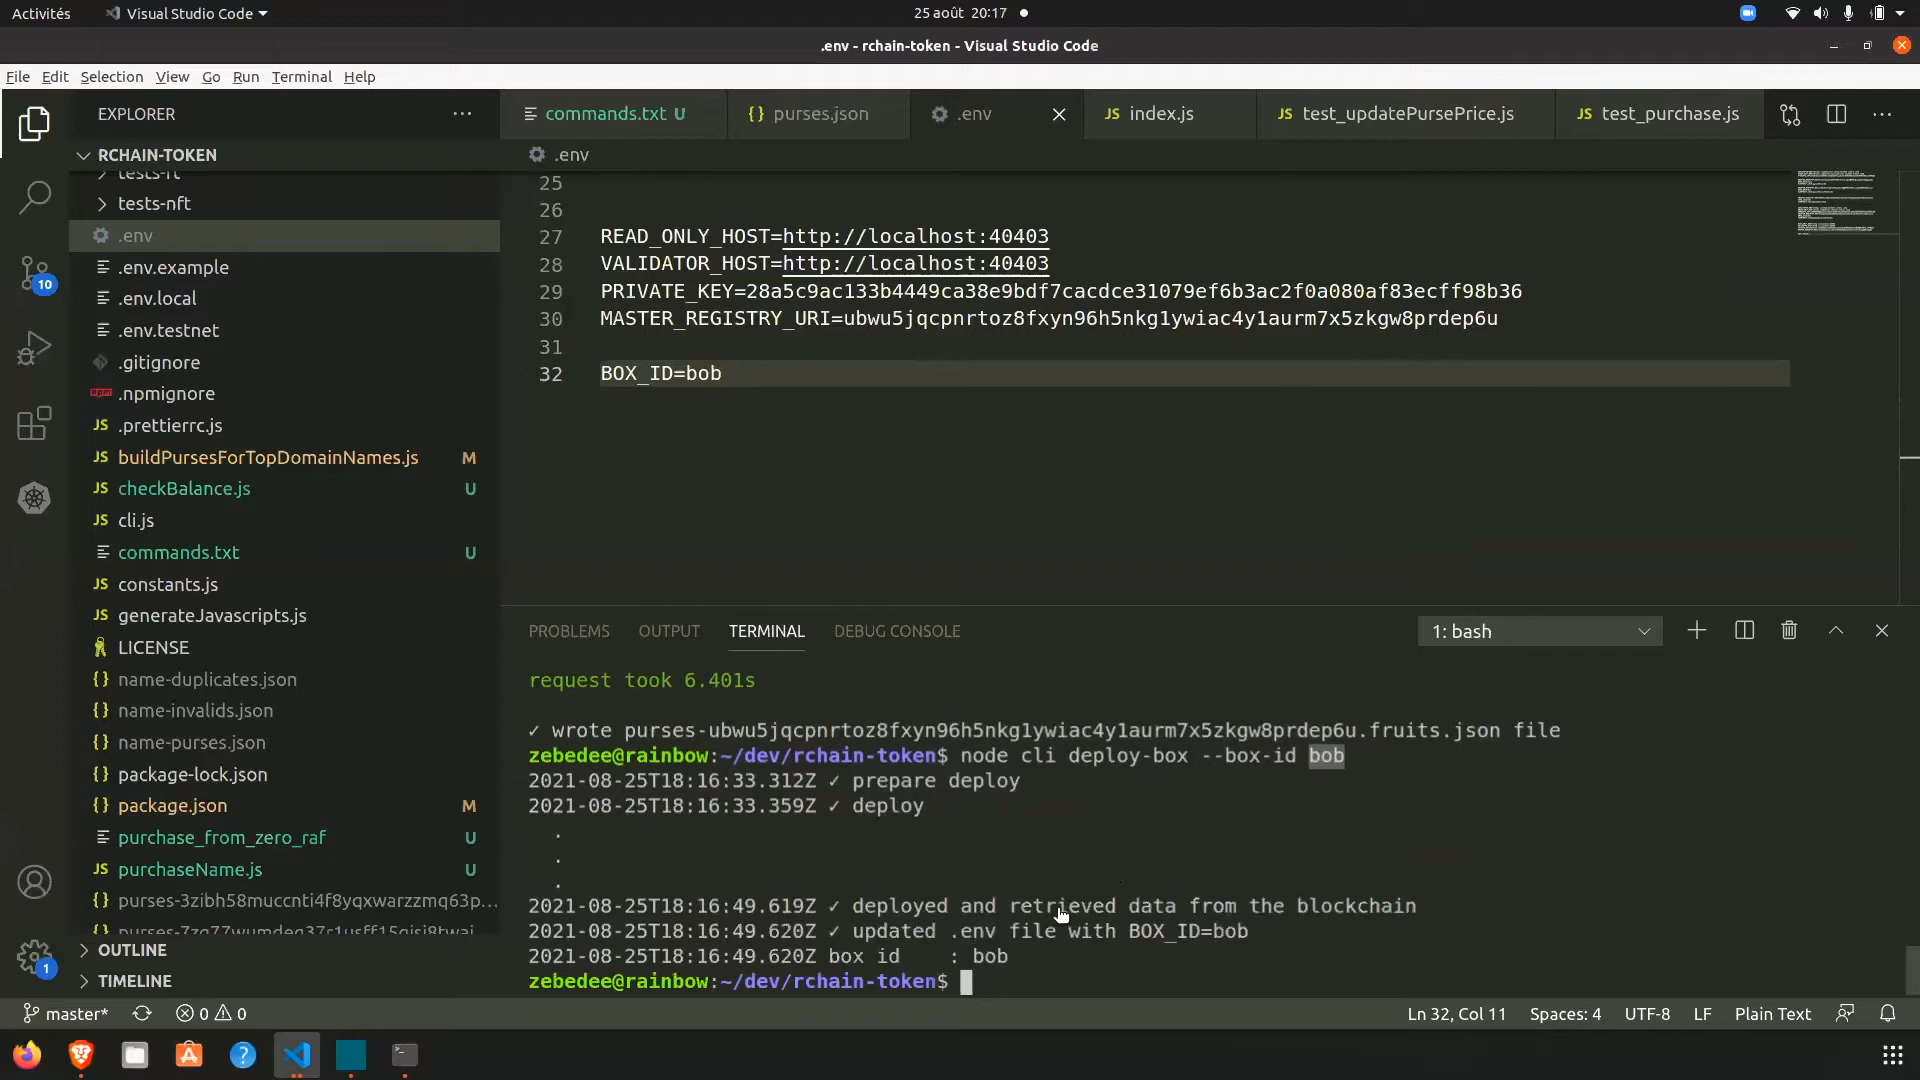 Activités
Visual Studio Code
25 août 20:17
.env - rchain-token - Visual Studio Code
File Edit Selection View Go Run Terminal Help
EXPLORER
RCHAIN-TOKEN
tests-rt
tests-nft
.env
.env.example
.env.local
.env.testnet
.gitignore
.npmignore
.prettierrc.js
buildPursesForTopDomainNames.js M
checkBalance.js U
cli.js
commands.txt U
constants.js
generateJavascripts.js
LICENSE
name-duplicates.json
name-invalids.json
name-purses.json
package-lock.json
package.json M
purchase_from_zero_raf U
purchaseName.js U
purses-3zibh58muccnti4f8yqxwarzzmq63p...
OUTLINE
TIMELINE
10
1
commands.txt U
purses.json
.env
index.js
test_updatePursePrice.js
test_purchase.js
.env
25
26
27 READ_ONLY_HOST=http://localhost:40403
28 VALIDATOR_HOST=http://localhost:40403
29 PRIVATE_KEY=28a5c9ac133b4449ca38e9bdf7cacdce31079ef6b3ac2f0a080af83ecff98b36
30 MASTER_REGISTRY_URI=ubwu5jqcpnrtoz8fxyn96h5nkg1ywiac4y1aurm7x5zkgw8prdep6u
31
32 BOX_ID=bob
PROBLEMS OUTPUT TERMINAL DEBUG CONSOLE
1: bash
request took 6.401s
✓ wrote purses-ubwu5jqcpnrtoz8fxyn96h5nkg1ywiac4y1aurm7x5zkgw8prdep6u.fruits.json file
zebedee@rainbow:~/dev/rchain-token$ node cli deploy-box --box-id bob
2021-08-25T18:16:33.312Z ✓ prepare deploy
2021-08-25T18:16:33.359Z ✓ deploy
.
.
.
2021-08-25T18:16:49.619Z ✓ deployed and retrieved data from the blockchain
2021-08-25T18:16:49.620Z ✓ updated .env file with BOX_ID=bob
2021-08-25T18:16:49.620Z box id : bob
zebedee@rainbow:~/dev/rchain-token$
master*
0 0
Ln 32, Col 11
Spaces: 4
UTF-8
LF
Plain Text